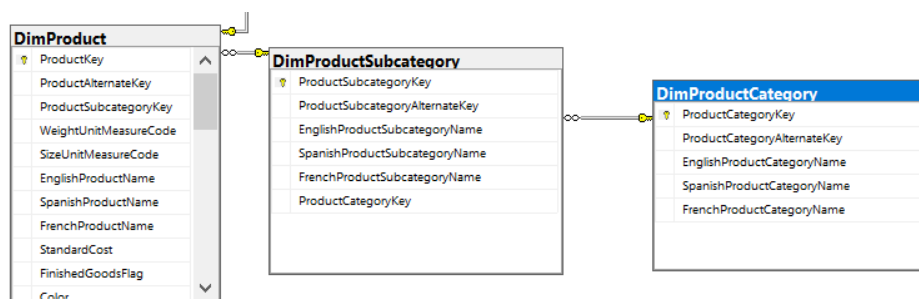 DimProduct
ProductKey
ProductAlternateKey
ProductSubcategoryKey
WeightUnitMeasureCode
SizeUnitMeasureCode
EnglishProductName
SpanishProductName
FrenchProductName
StandardCost
FinishedGoodsFlag
Color
DimProductSubcategory
ProductSubcategoryKey
ProductSubcategoryAlternateKey
EnglishProductSubcategoryName
SpanishProductSubcategoryName
FrenchProductSubcategoryName
ProductCategoryKey
DimProductCategory
ProductCategoryKey
ProductCategoryAlternateKey
EnglishProductCategoryName
SpanishProductCategoryName
FrenchProductCategoryName